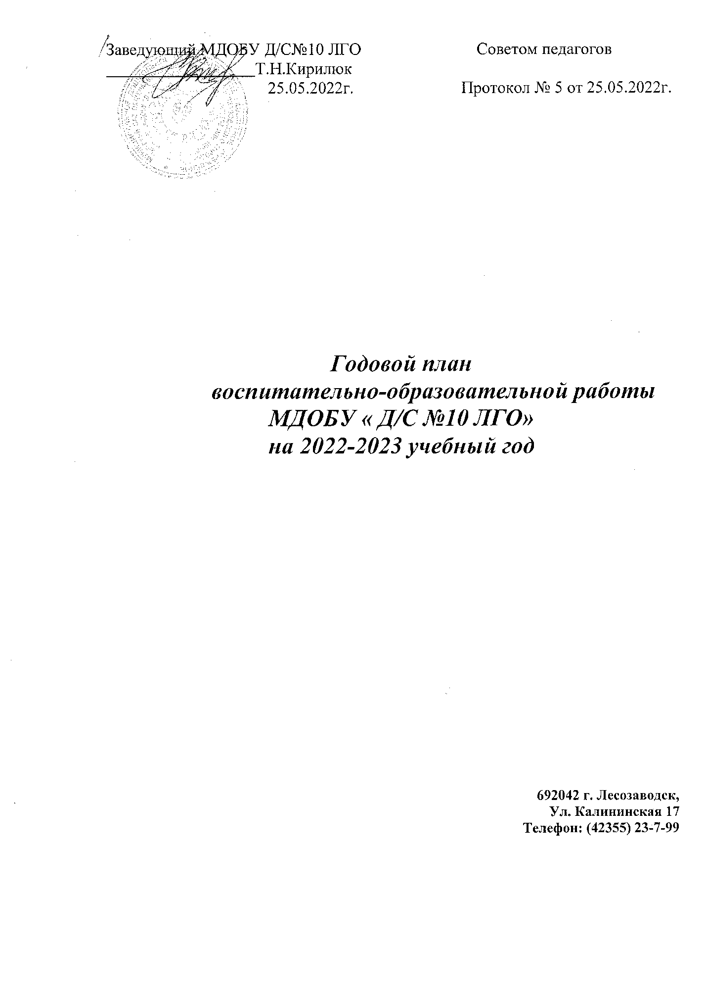 Заведующий МДОБУ Д/С№10 ЛГО
Т.Н.Кирилюк
25.05.2022г.
Советом педагогов
Протокол № 5 от 25.05.2022г.
Годовой план
воспитательно-образовательной работы
МДОБУ « Д/С №10 ЛГО»
на 2022-2023 учебный год
692042 г. Лесозаводск,
Ул. Калининская 17
Телефон: (42355) 23-7-99